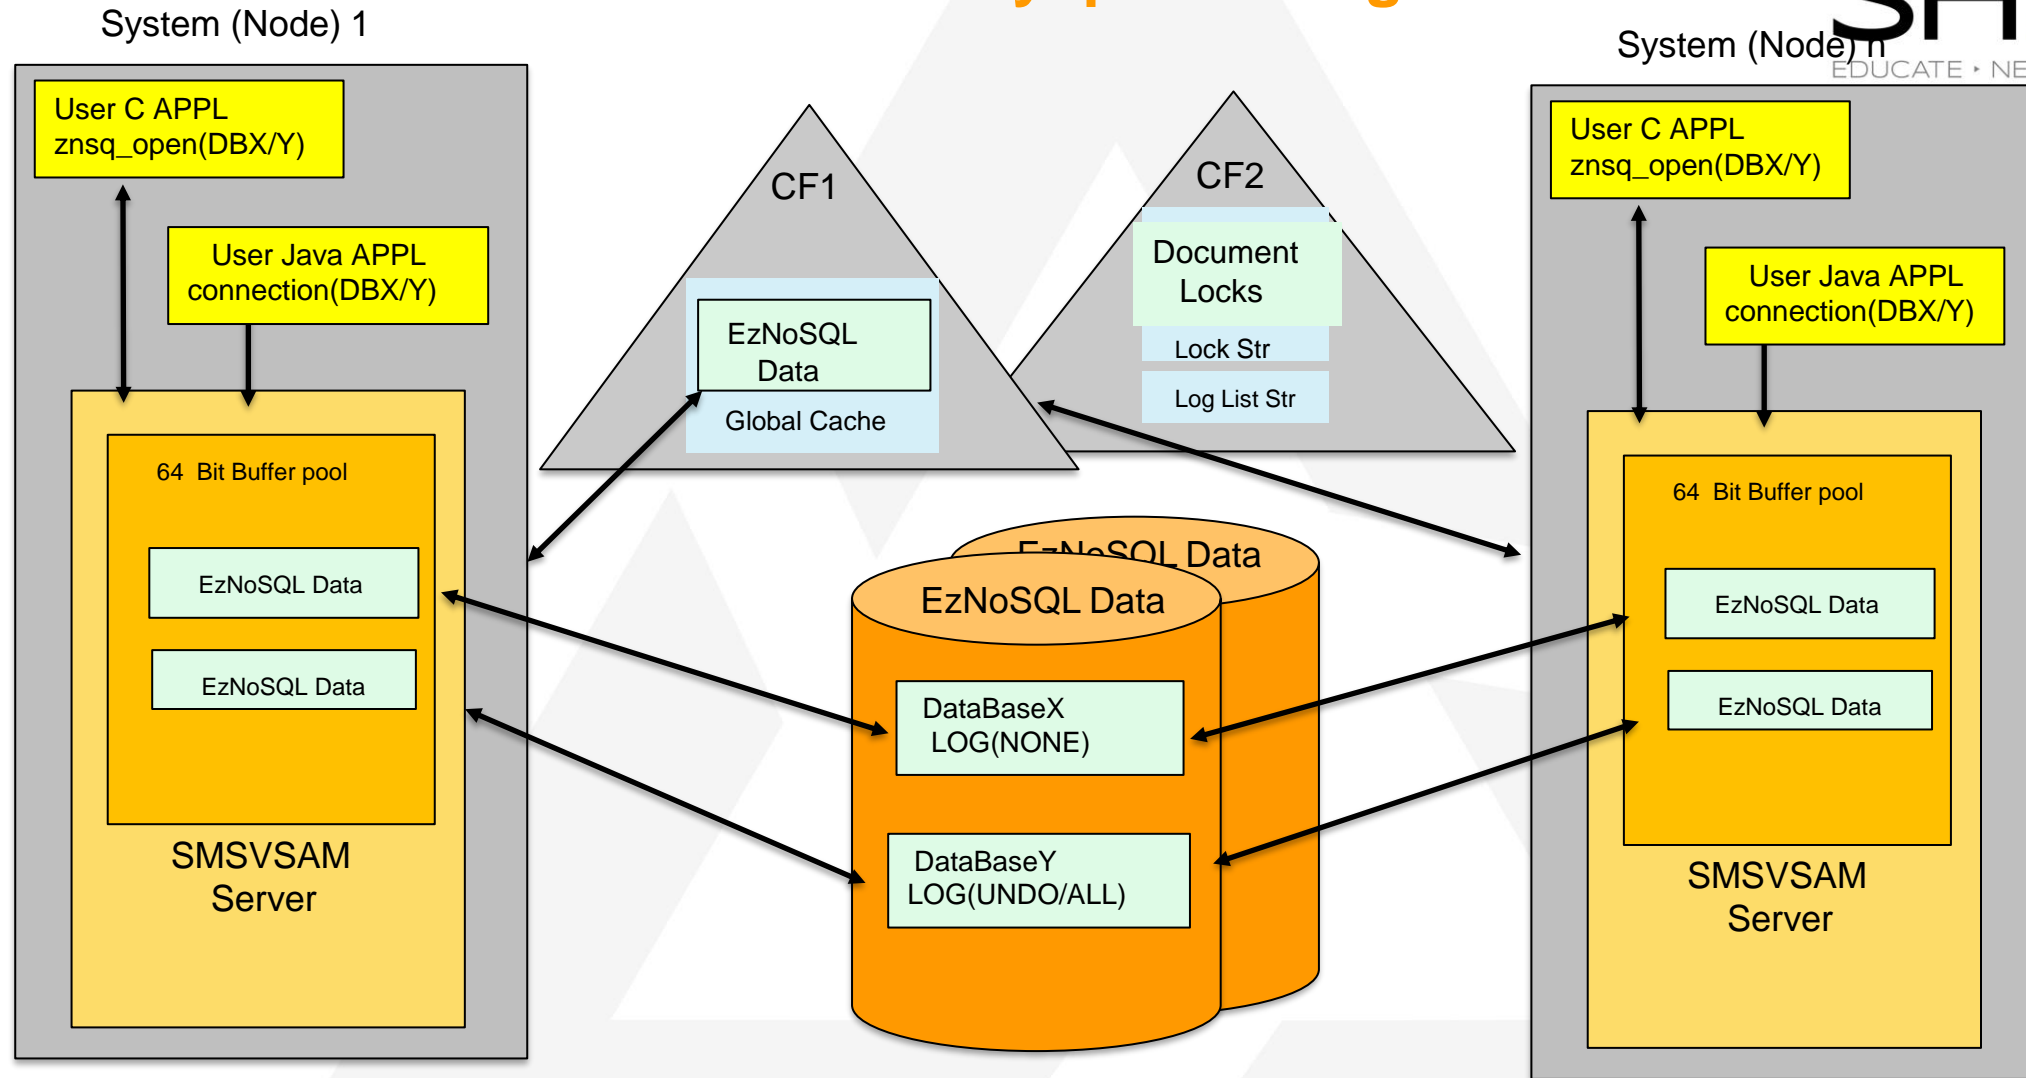 System (Node) 1
System (Node) n
EDUCATE • NE
User C APPL
znsq_open(DBX/Y)
User Java APPL
connection(DBX/Y)
64 Bit Buffer pool
EzNoSQL Data
EzNoSQL Data
SMSVSAM
Server
CF1
EzNoSQL
Data
Global Cache
CF2
Document
Locks
Lock Str
Log List Str
EzNoSQL Data
EzNoSQL Data
DataBaseX
LOG(NONE)
DataBaseY
LOG(UNDO/ALL)
User C APPL
znsq_open(DBX/Y)
User Java APPL
connection(DBX/Y)
64 Bit Buffer pool
EzNoSQL Data
EzNoSQL Data
SMSVSAM
Server